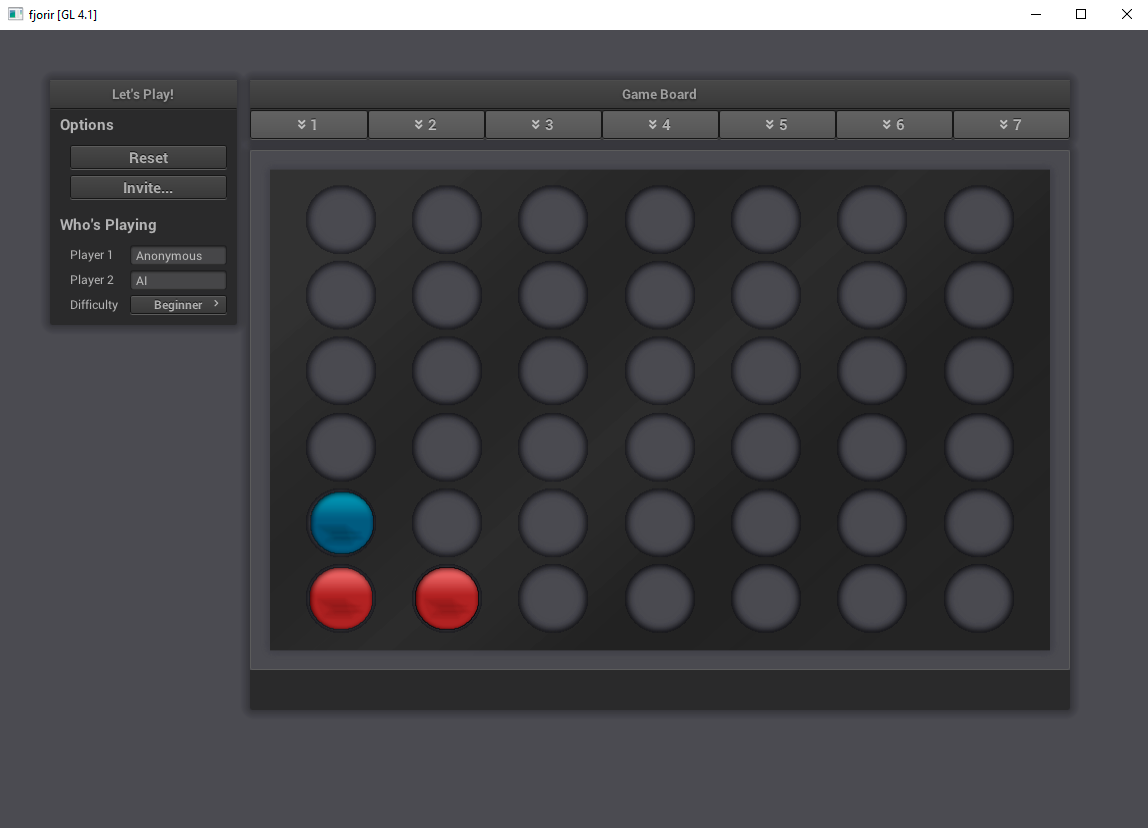 fjorir [GL 4.1]
Let's Play!
Options
Reset
Invite...
Who's Playing
Player 1 Anonymous
Player 2 AI
Difficulty Beginner
Game Board
1 2 3 4 5 6 7